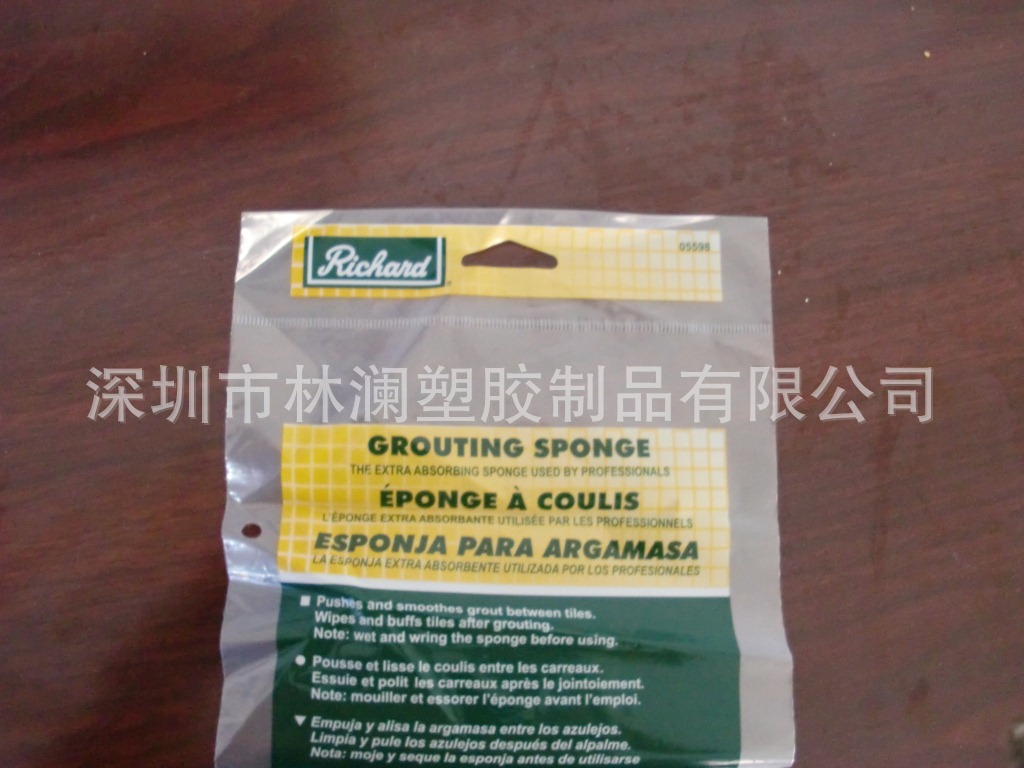 Richard
05598
深圳市林澜塑胶制品有限公司
GROUTING SPONGE
THE EXTRA ABSORBING SPONGE USED BY PROFESSIONALS
ÉPONGE À COULIS
L'ÉPONGE EXTRA ABSORBANTE UTILISÉE PAR LES PROFESSIONNELS
ESPONJA PARA ARGAMASA
LA ESPONJA EXTRA ABSORBENTE UTILIZADA POR LOS PROFESIONALES
■ Pushes and smoothes grout between tiles.
Wipes and buffs tiles after grouting.
Note: wet and wring the sponge before using.
● Pousse et lisse le coulis entre les carreaux.
Essuie et polit les carreaux après le jointoiement.
Note: mouiller et essorer l'éponge avant l'emploi.
▼ Empuja y alisa la argamasa entre los azulejos.
Limpia y pule los azulejos después del alpalme.
Nota: moje y seque la esponja antes de utilisarse